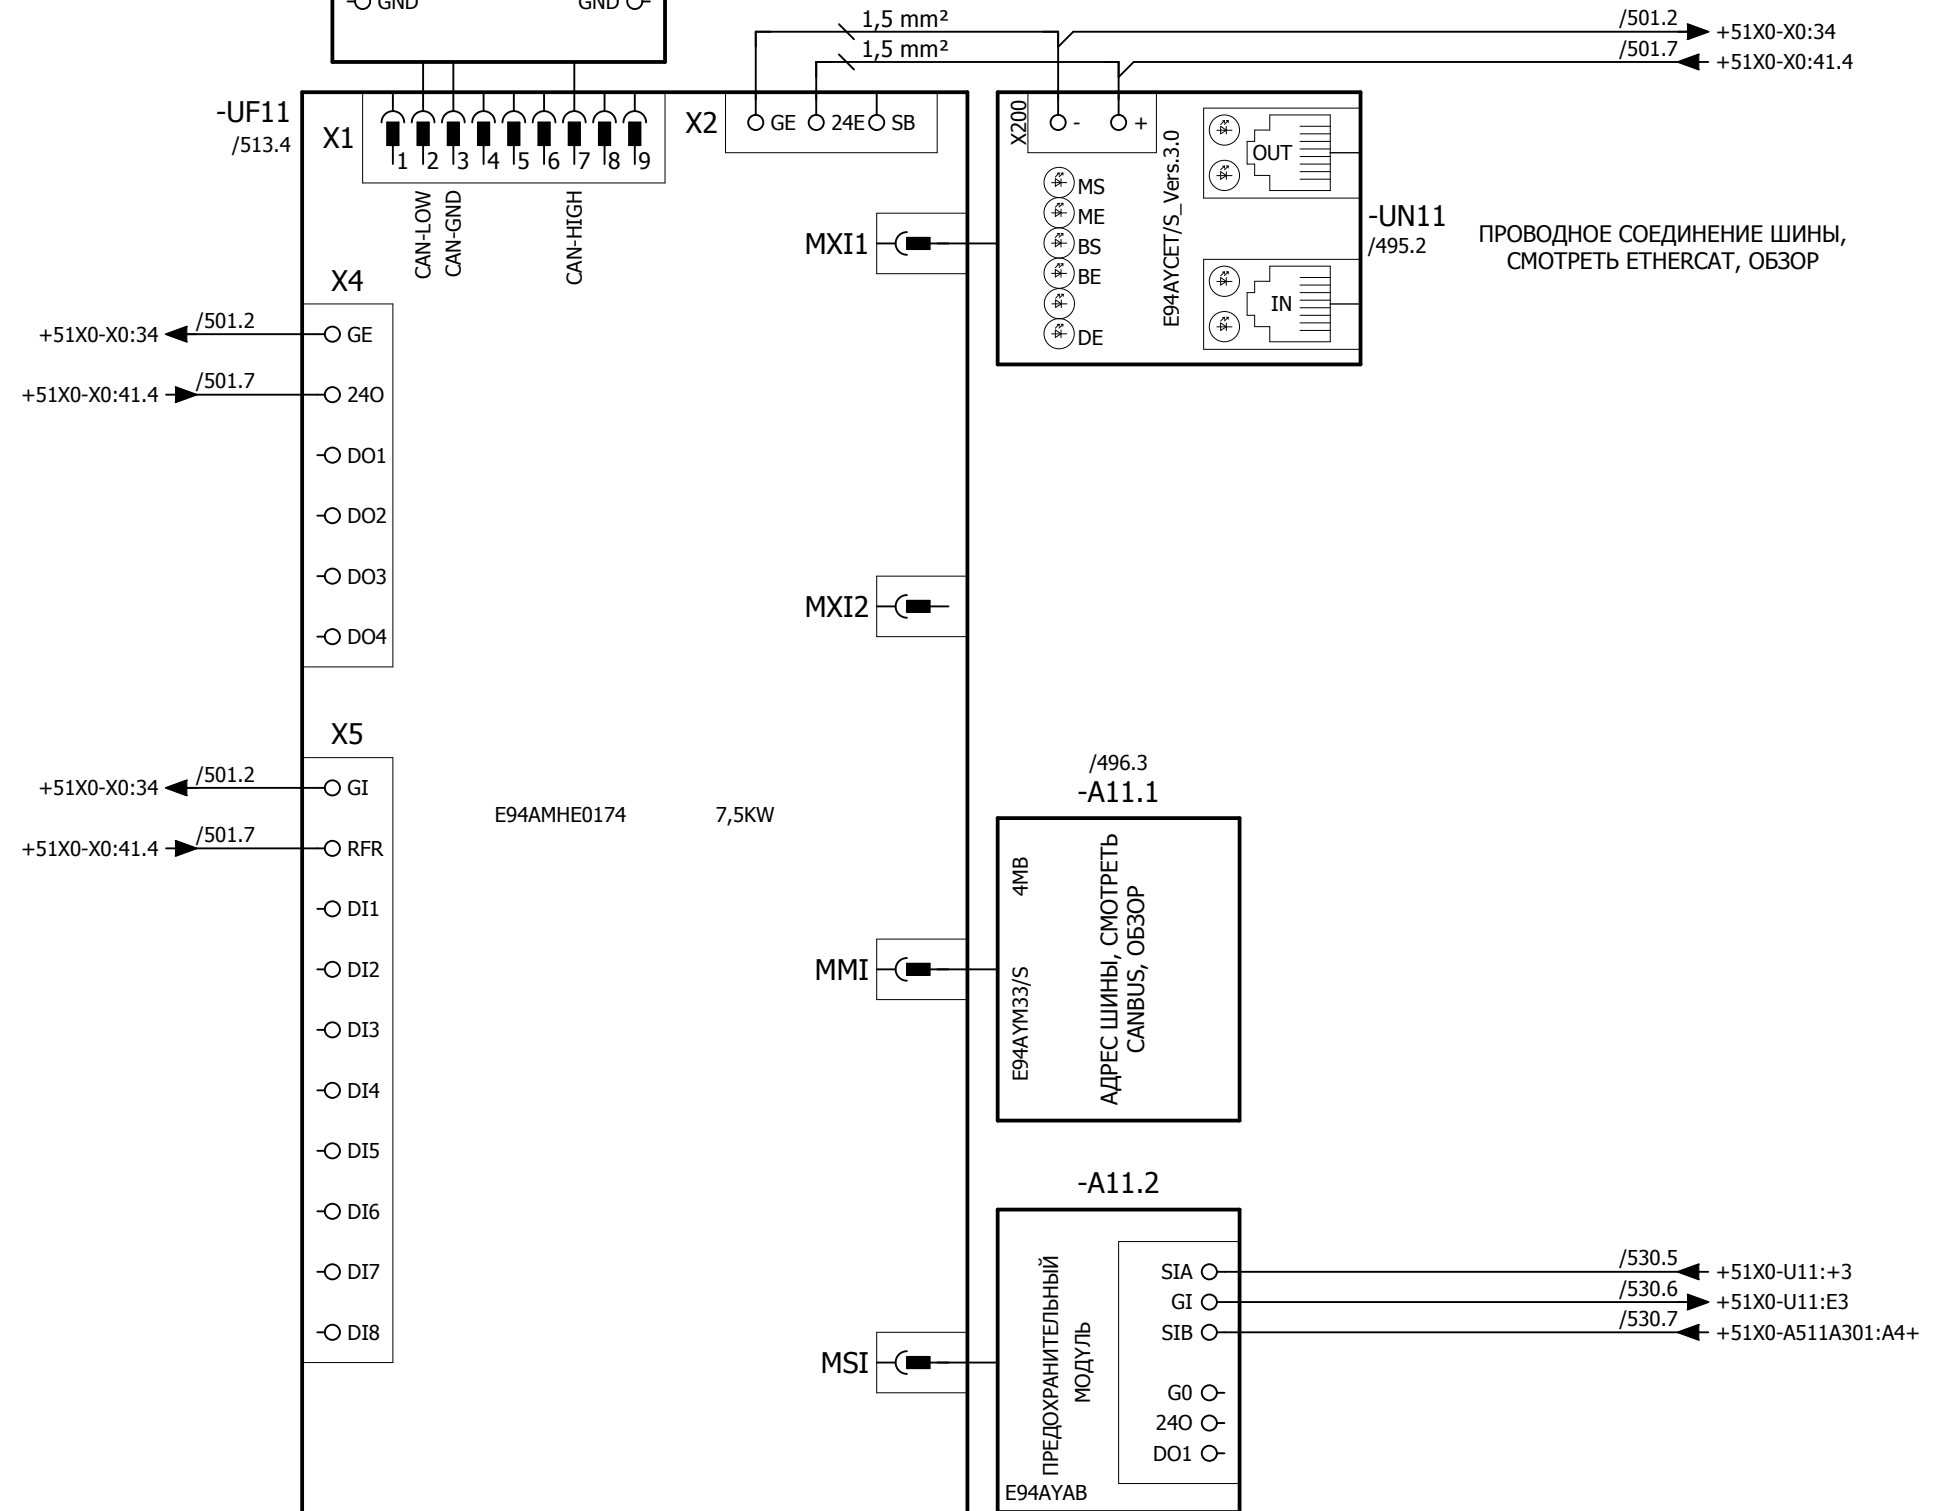 GND
GND
1,5 mm²
/501.2
+51X0-X0:34
1,5 mm²
/501.7
+51X0-X0:41.4
-UF11
/513.4
X1
1
2
3
4
5
6
7
8
9
CAN-LOW
CAN-GND
CAN-HIGH
X2
GE
24E
SB
X200
-
+
E94AYCET/S_Vers.3.0
OUT
IN
MS
ME
BS
BE
DE
-UN11
/495.2
ПРОВОДНОЕ СОЕДИНЕНИЕ ШИНЫ,
СМОТРЕТЬ ETHERCAT, ОБЗОР
MXI1
X4
+51X0-X0:34
/501.2
GE
+51X0-X0:41.4
/501.7
24O
DO1
DO2
DO3
DO4
MXI2
X5
+51X0-X0:34
/501.2
GI
+51X0-X0:41.4
/501.7
RFR
DI1
DI2
DI3
DI4
DI5
DI6
DI7
DI8
E94AMHE0174
7,5KW
/496.3
-A11.1
MMI
4MB
E94AYM33/S
АДРЕС ШИНЫ, СМОТРЕТЬ
CANBUS, ОБЗОР
-A11.2
MSI
ПРЕДОХРАНИТЕЛЬНЫЙ
МОДУЛЬ
SIA
/530.5
+51X0-U11:+3
GI
/530.6
+51X0-U11:E3
SIB
/530.7
+51X0-A511A301:A4+
G0
24O
DO1
E94AYAB